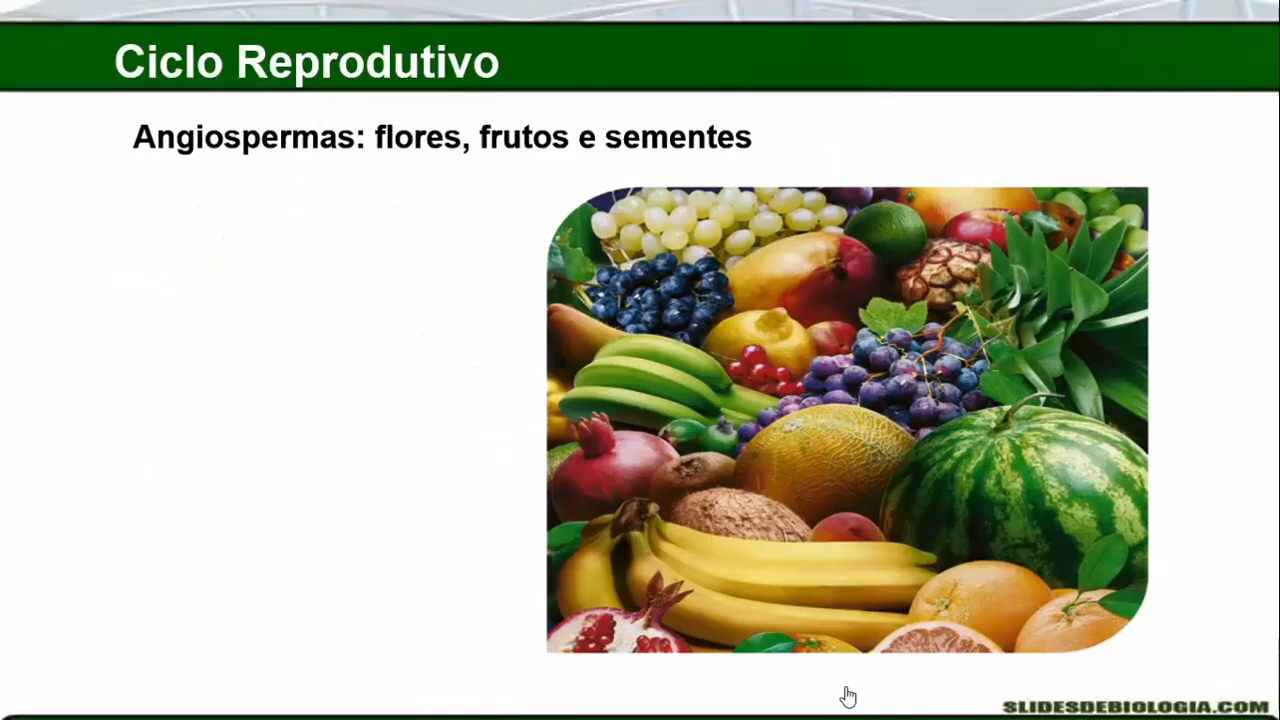 Ciclo Reprodutivo
Angiospermas: flores, frutos e sementes
SLIDESDEBIOLOGIA.COM